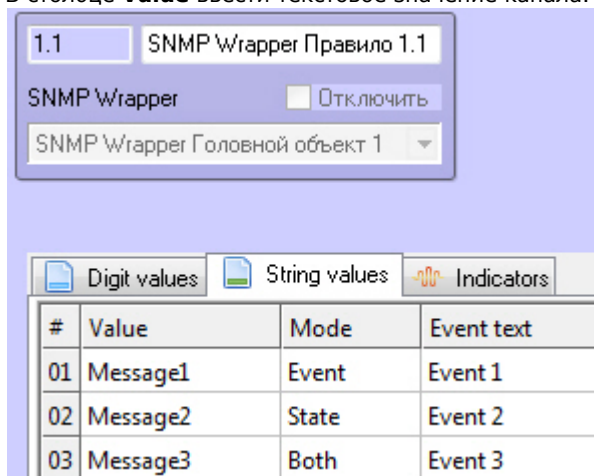 В столбце Value ввести текстовое значение канала.
1.1 SNMP Wrapper Правило 1.1
SNMP Wrapper Отключить
SNMP Wrapper Головной объект 1
Digit values String values Indicators
# Value Mode Event text
01 Message1 Event Event 1
02 Message2 State Event 2
03 Message3 Both Event 3